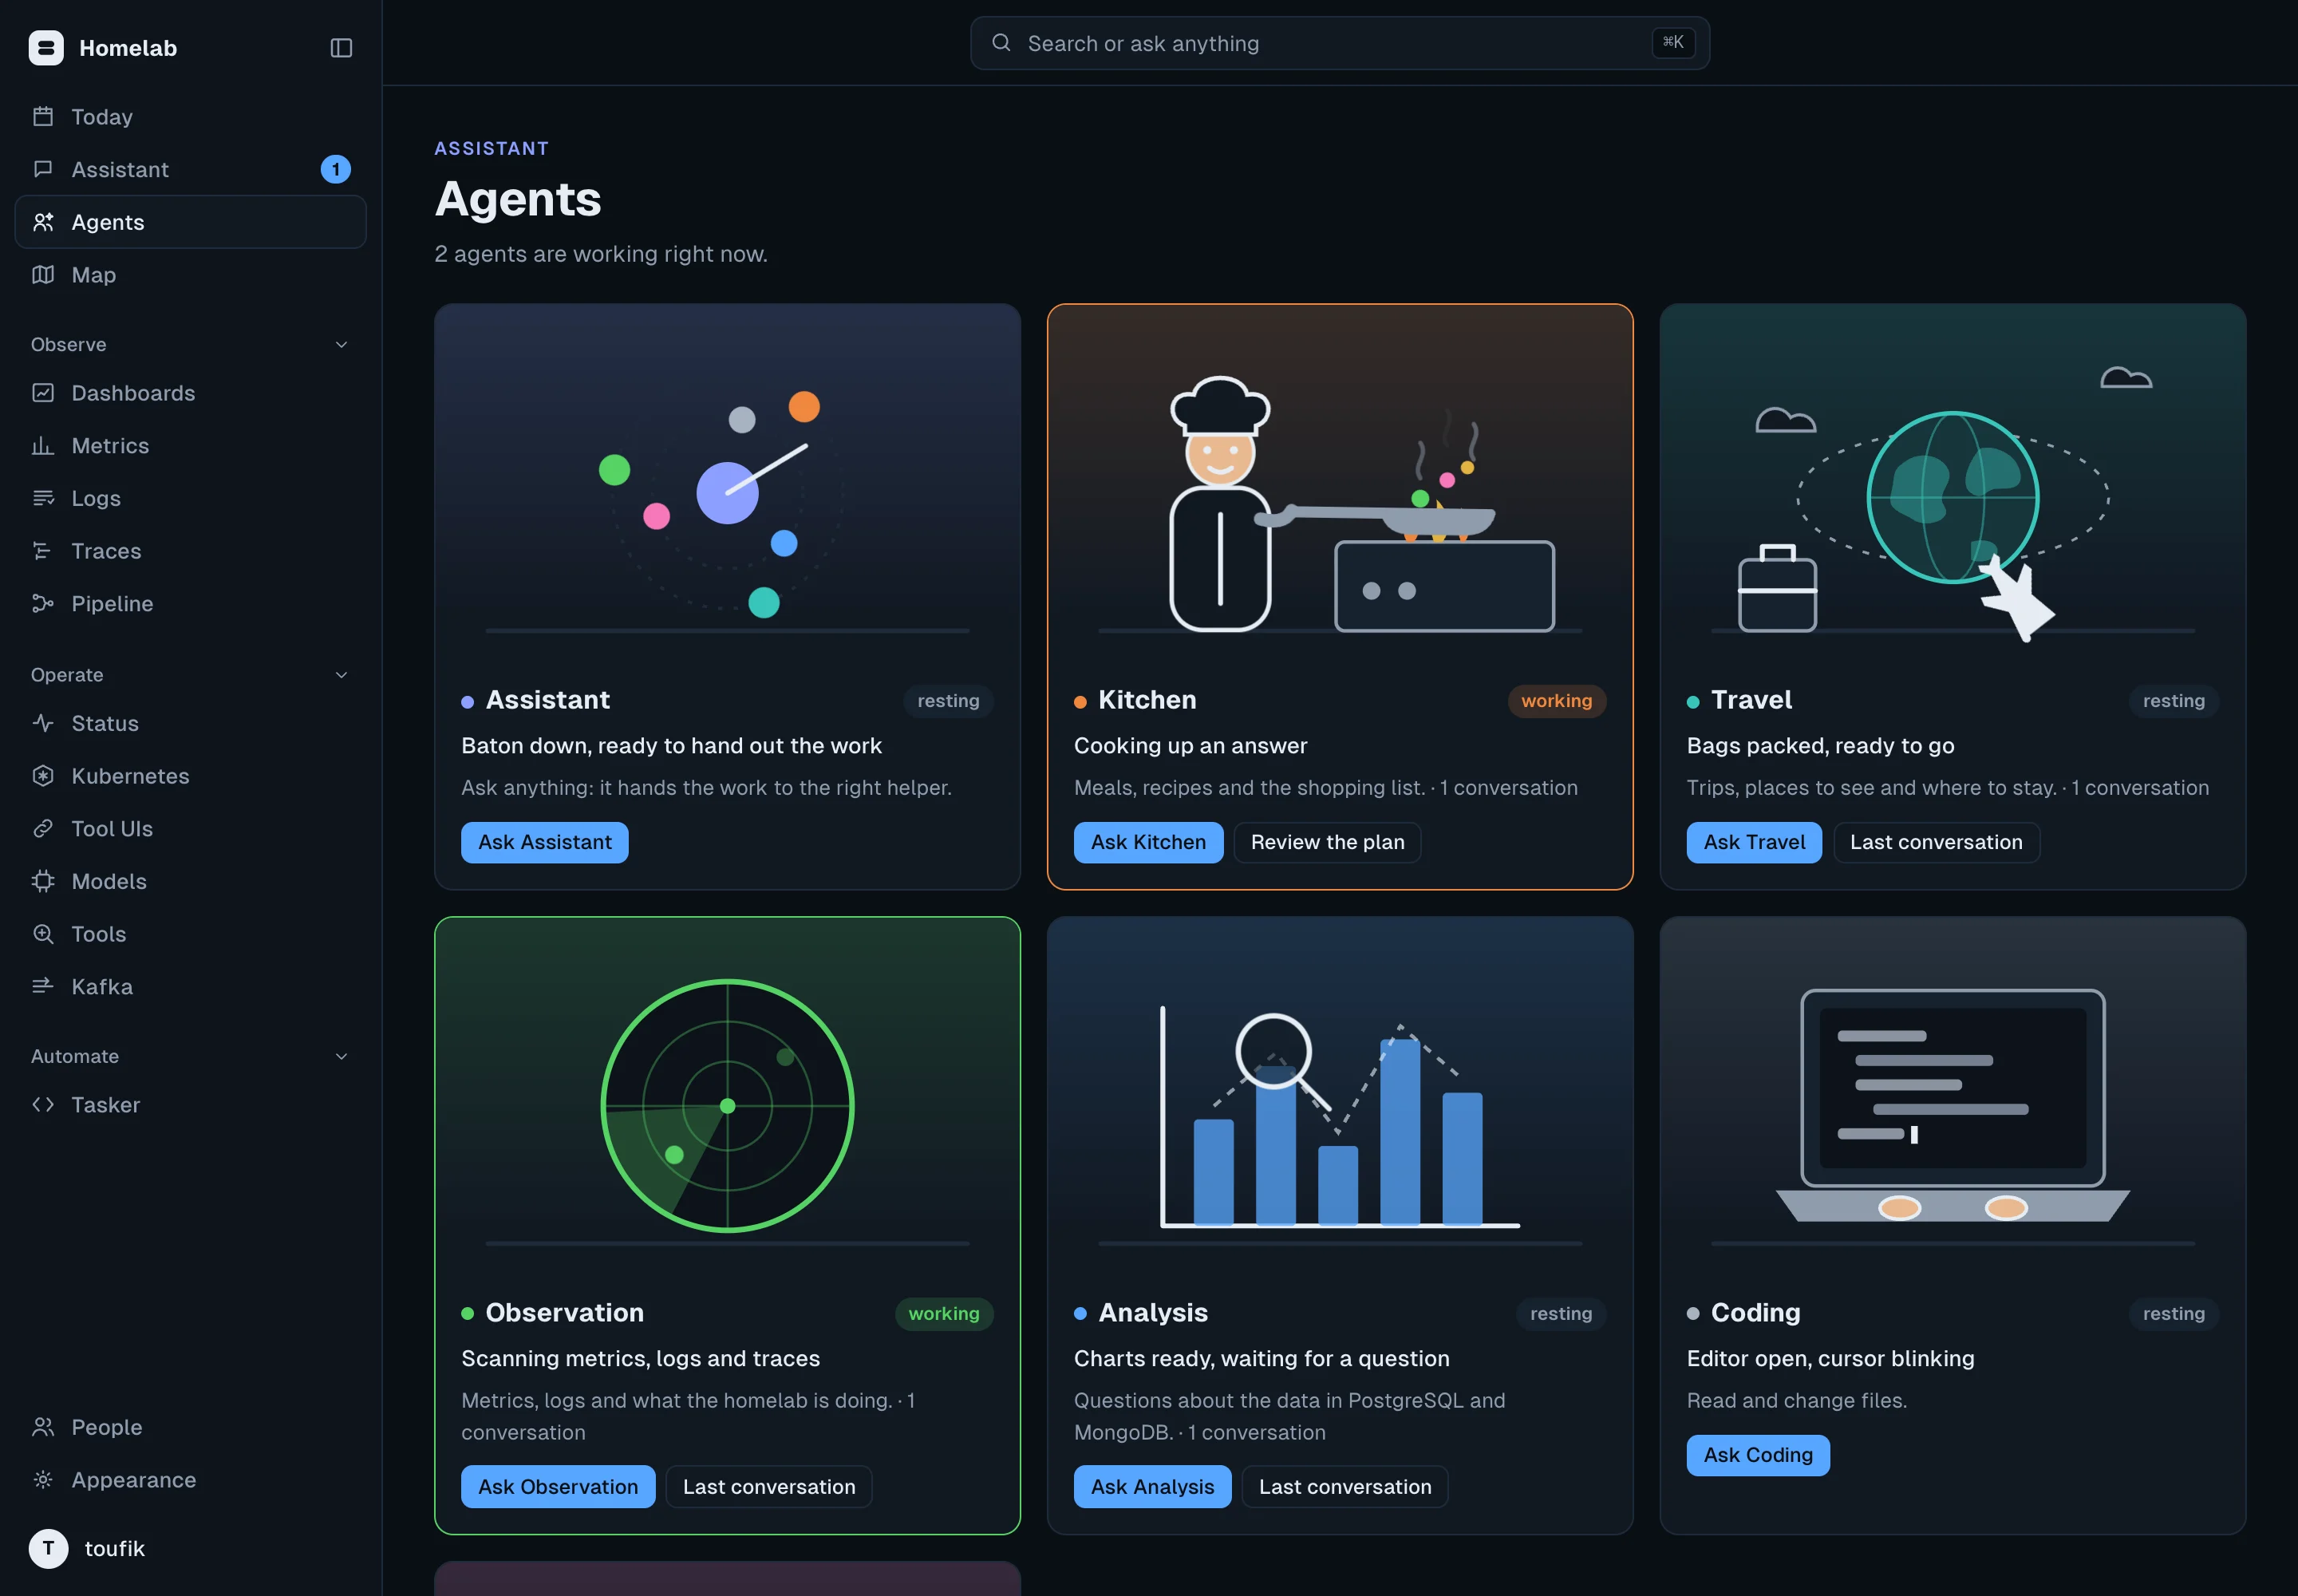 Homelab
Today
Assistant
1
Agents
Map
Observe
Dashboards
Metrics
Logs
Traces
Pipeline
Operate
Status
Kubernetes
Tool UIs
Models
Tools
Kafka
Automate
Tasker
People
Appearance
T
toufik
Search or ask anything
⌘K
ASSISTANT
Agents
2 agents are working right now.
Assistant
resting
Baton down, ready to hand out the work
Ask anything: it hands the work to the right helper.
Ask Assistant
Kitchen
working
Cooking up an answer
Meals, recipes and the shopping list. · 1 conversation
Ask Kitchen
Review the plan
Travel
resting
Bags packed, ready to go
Trips, places to see and where to stay. · 1 conversation
Ask Travel
Last conversation
Observation
working
Scanning metrics, logs and traces
Metrics, logs and what the homelab is doing. · 1
conversation
Ask Observation
Last conversation
Analysis
resting
Charts ready, waiting for a question
Questions about the data in PostgreSQL and
MongoDB. · 1 conversation
Ask Analysis
Last conversation
Coding
resting
Editor open, cursor blinking
Read and change files.
Ask Coding